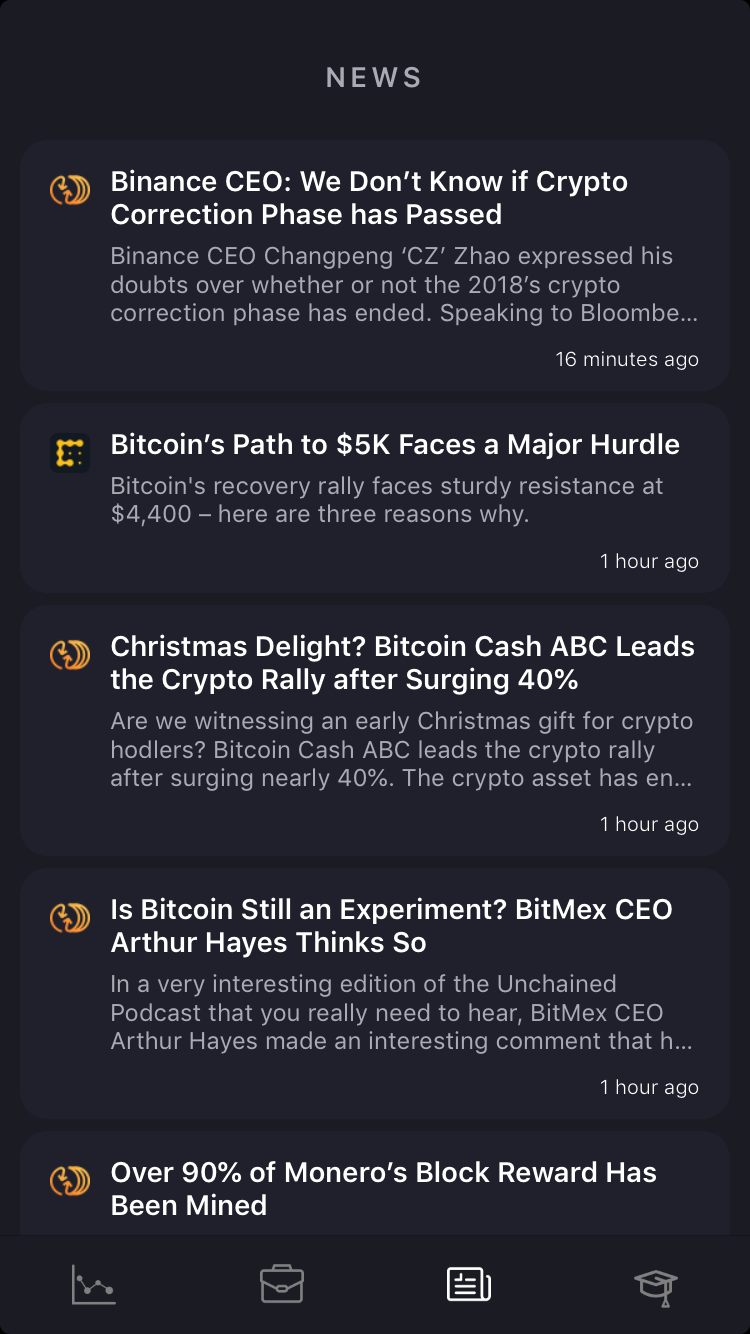 NEWS
Binance CEO: We Don’t Know if Crypto
Correction Phase has Passed
Binance CEO Changpeng ‘CZ’ Zhao expressed his
doubts over whether or not the 2018’s crypto
correction phase has ended. Speaking to Bloombe...
16 minutes ago
Bitcoin’s Path to $5K Faces a Major Hurdle
Bitcoin's recovery rally faces sturdy resistance at
$4,400 – here are three reasons why.
1 hour ago
Christmas Delight? Bitcoin Cash ABC Leads
the Crypto Rally after Surging 40%
Are we witnessing an early Christmas gift for crypto
hodlers? Bitcoin Cash ABC leads the crypto rally
after surging nearly 40%. The crypto asset has en...
1 hour ago
Is Bitcoin Still an Experiment? BitMex CEO
Arthur Hayes Thinks So
In a very interesting edition of the Unchained
Podcast that you really need to hear, BitMex CEO
Arthur Hayes made an interesting comment that h...
1 hour ago
Over 90% of Monero’s Block Reward Has
Been Mined